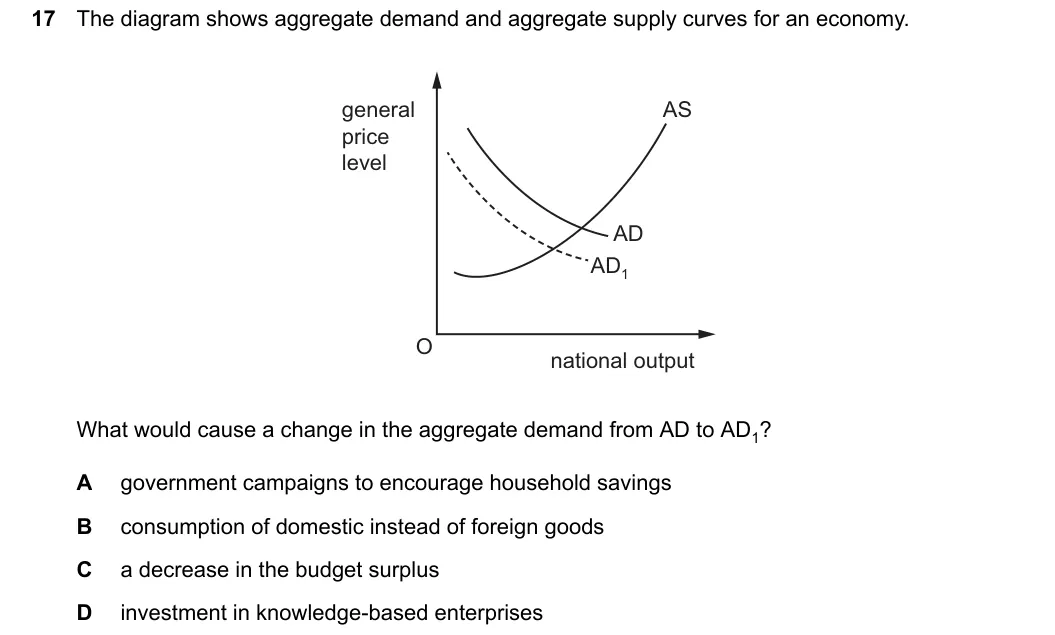 17 The diagram shows aggregate demand and aggregate supply curves for an economy.
general
price
level
AS
AD
AD1
O
national output
What would cause a change in the aggregate demand from AD to AD1?
A government campaigns to encourage household savings
B consumption of domestic instead of foreign goods
C a decrease in the budget surplus
D investment in knowledge-based enterprises